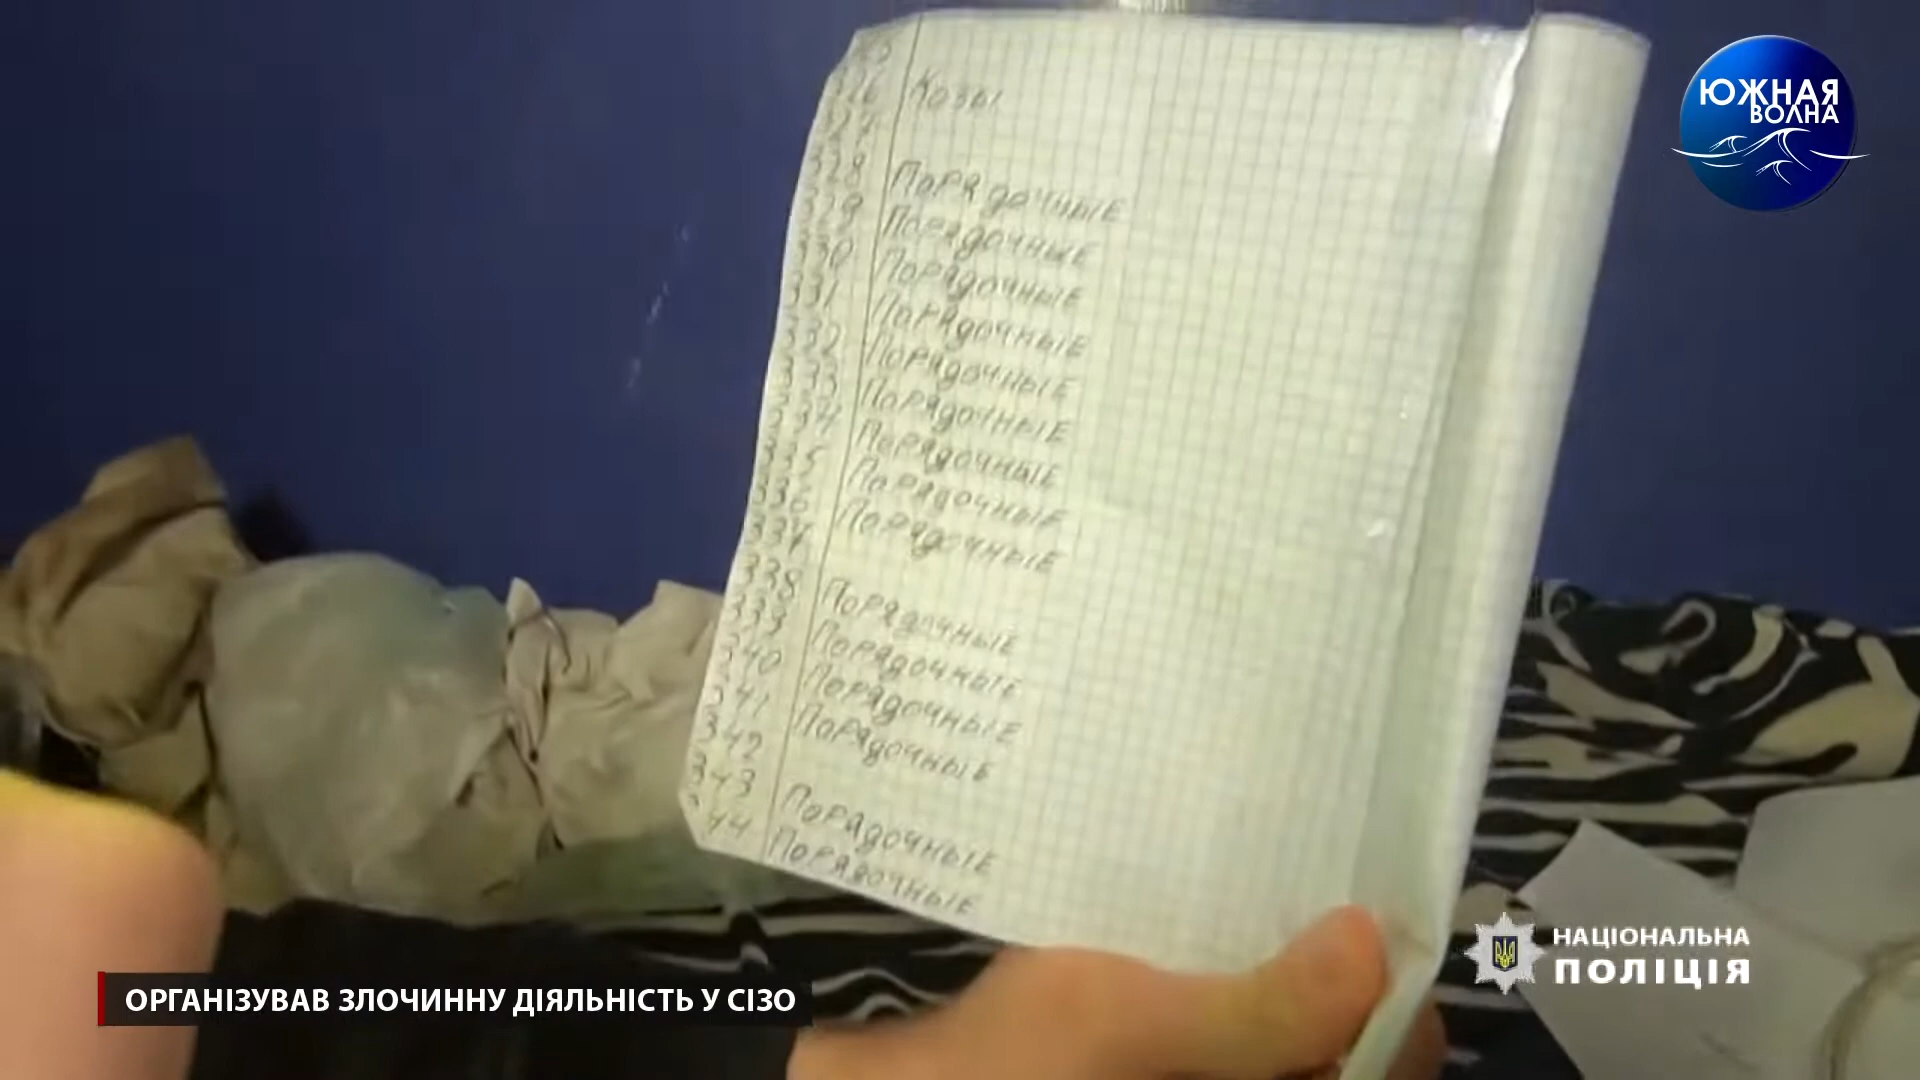 ЮЖНАЯ
ВОЛНА
326 Козы
327
328 Порядочные
329 Порядочные
330 Порядочные
331 Порядочные
332 Порядочные
333 Порядочные
334 Порядочные
335 Порядочные
336 Порядочные
337
338 Порядочные
339 Порядочные
340 Порядочные
341 Порядочные
342
343 Порядочные
344 Порядочные
НАЦІОНАЛЬНА
ПОЛІЦІЯ
ОРГАНІЗУВАВ ЗЛОЧИННУ ДІЯЛЬНІСТЬ У СІЗО